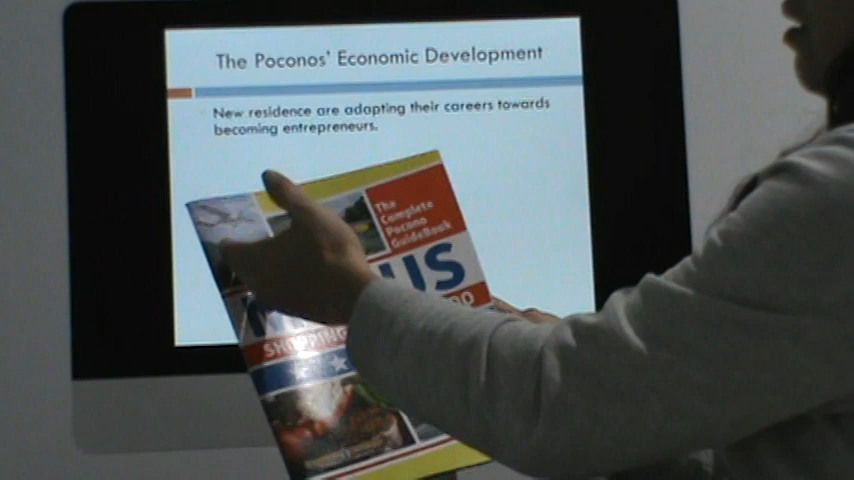 The Poconos' Economic Development
New residence are adapting their careers towards
becoming entrepreneurs.
The
Complete
Pocono
GuideBook
US
SHOPPING